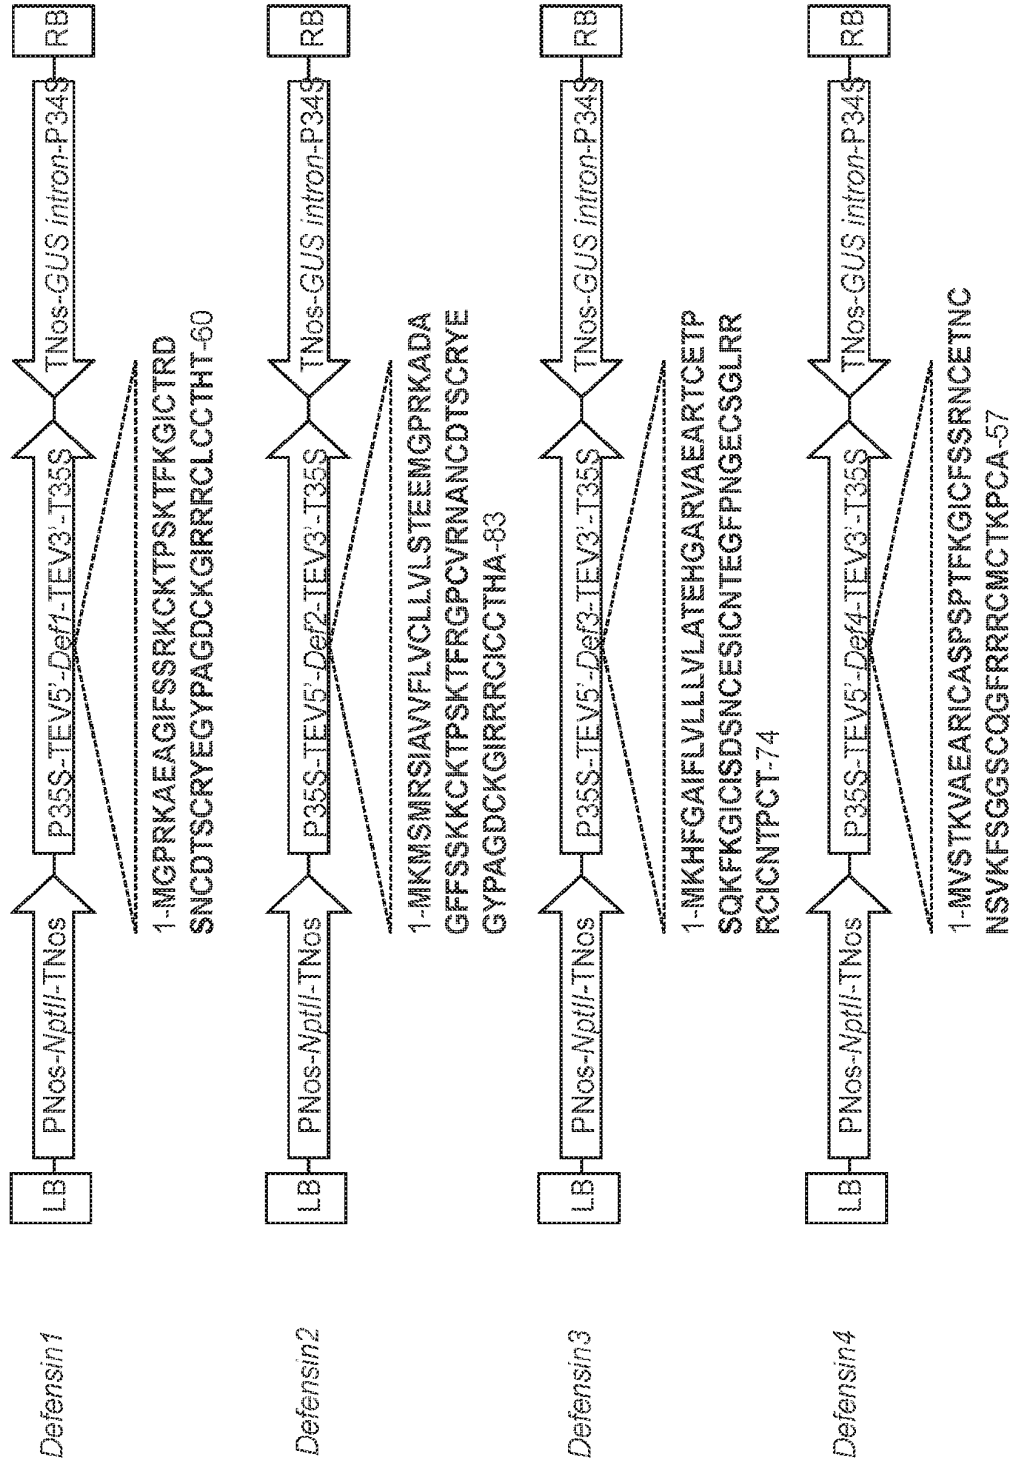 Defensin1
LB PNos-NptII-TNos P35S-TEV5'-Def1-TEV3'-T35S TNos-GUS intron-P34S RB
1-MGPRKAEAGIFSSRKCKTPSKTFKGICTRD
SNCDTSCRYEGYPAGDCKGIRRRCLCCTHT-60
Defensin2
LB PNos-NptII-TNos P35S-TEV5'-Def2-TEV3'-T35S TNos-GUS intron-P34S RB
1-MKMSMRSIAVVFLVCLLVLSTEEMGPRKADA
GFFSSKKCKTPSKTFRGPCVRNANCDTSCRYE
GYPAGDCKGIRRRCICCTHA-83
Defensin3
LB PNos-NptII-TNos P35S-TEV5'-Def3-TEV3'-T35S TNos-GUS intron-P34S RB
1-MKHFGAIFLVLLLVLATEHGARVAEARTCETP
SQKFKGICISDSNCESICNTEGFPNGECSGLRR
RCICNTPCT-74
Defensin4
LB PNos-NptII-TNos P35S-TEV5'-Def4-TEV3'-T35S TNos-GUS intron-P34S RB
1-MVSTKVAEARICASPSPTFKGICFSSRNCETNC
NSVKFSGGSCQGFRRRCMCTKPCA-57